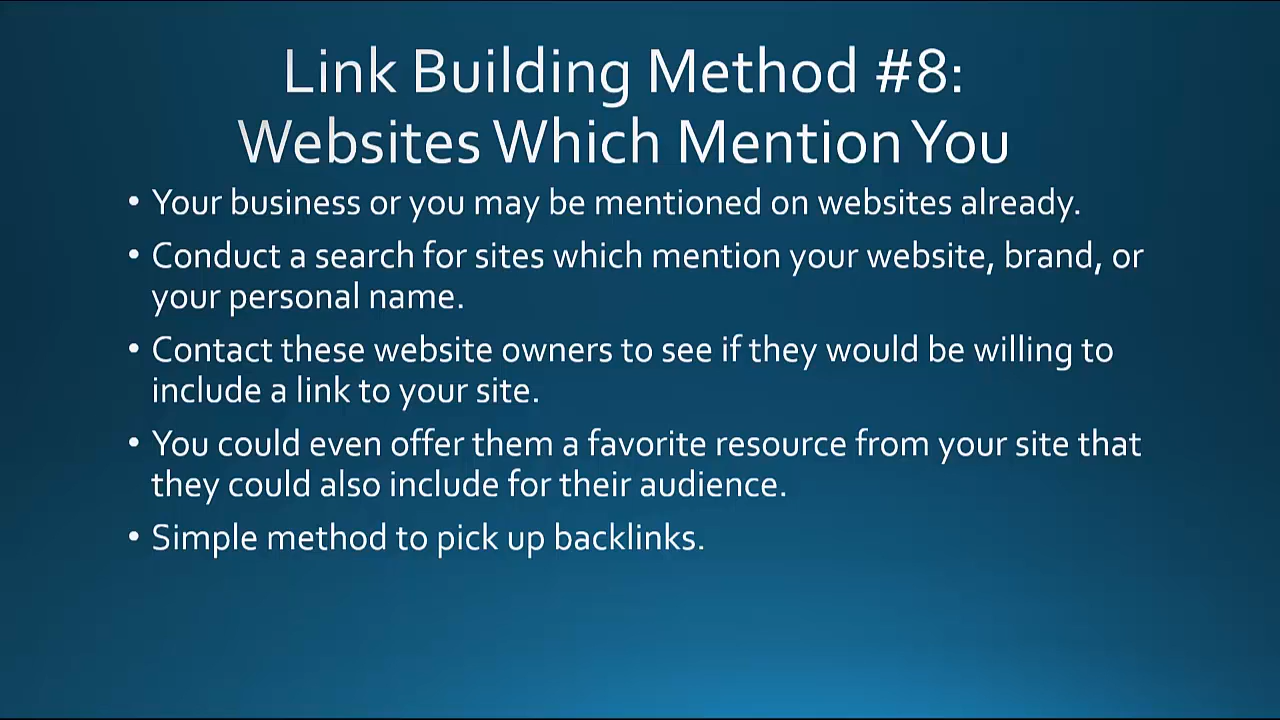 Link Building Method #8:
Websites Which Mention You
• Your business or you may be mentioned on websites already.
• Conduct a search for sites which mention your website, brand, or
your personal name.
• Contact these website owners to see if they would be willing to
include a link to your site.
• You could even offer them a favorite resource from your site that
they could also include for their audience.
• Simple method to pick up backlinks.